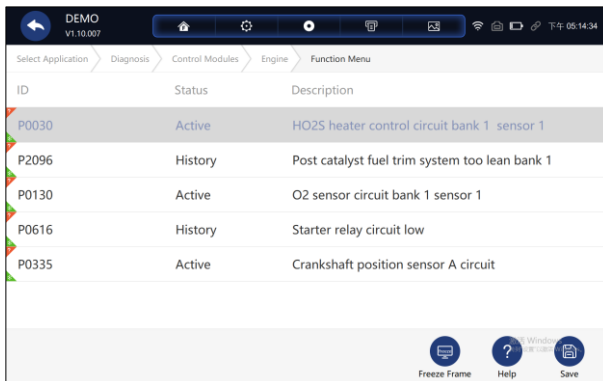 DEMO
V1.10.007
下午 05:14:34
Select Application Diagnosis Control Modules Engine Function Menu
ID Status Description
P0030 Active HO2S heater control circuit bank 1 sensor 1
P2096 History Post catalyst fuel trim system too lean bank 1
P0130 Active O2 sensor circuit bank 1 sensor 1
P0616 History Starter relay circuit low
P0335 Active Crankshaft position sensor A circuit
Windows
Freeze Frame Help Save